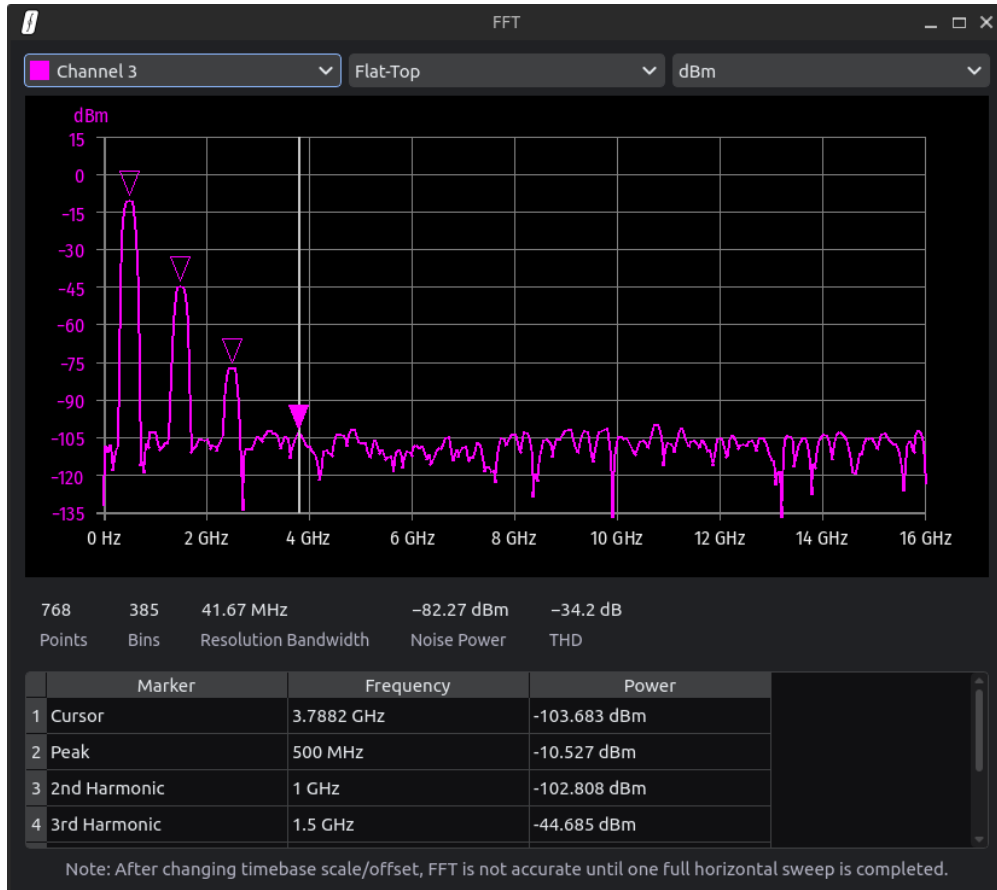 FFT
Channel 3 Flat-Top dBm
dBm
15
0
−15
−30
−45
−60
−75
−90
−105
−120
−135
0 Hz 2 GHz 4 GHz 6 GHz 8 GHz 10 GHz 12 GHz 14 GHz 16 GHz
768 385 41.67 MHz −82.27 dBm −34.2 dB
Points Bins Resolution Bandwidth Noise Power THD
Marker Frequency Power
1 Cursor 3.7882 GHz -103.683 dBm
2 Peak 500 MHz -10.527 dBm
3 2nd Harmonic 1 GHz -102.808 dBm
4 3rd Harmonic 1.5 GHz -44.685 dBm
Note: After changing timebase scale/offset, FFT is not accurate until one full horizontal sweep is completed.